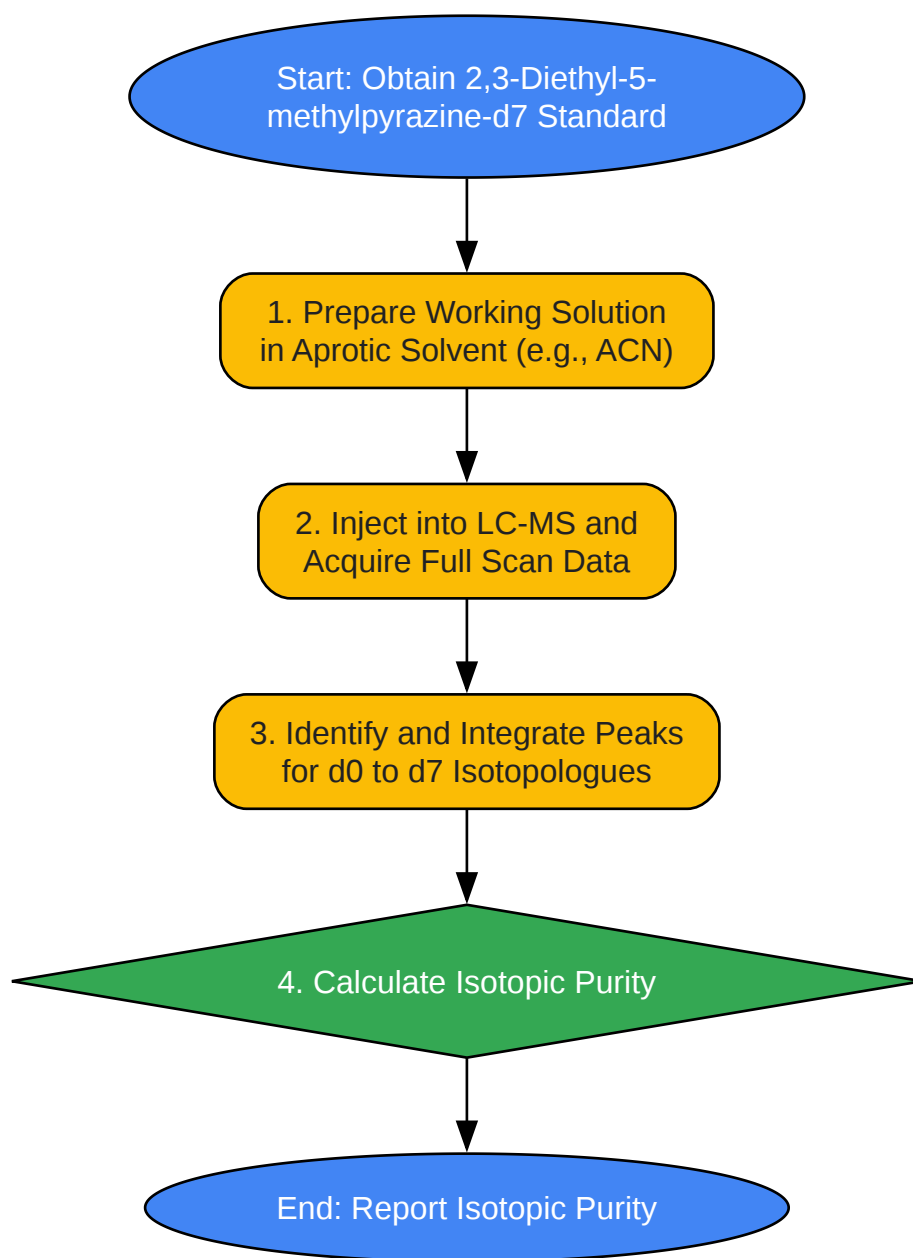 Start: Obtain 2,3-Diethyl-5-
methylpyrazine-d7 Standard
1. Prepare Working Solution
in Aprotic Solvent (e.g., ACN)
2. Inject into LC-MS and
Acquire Full Scan Data
3. Identify and Integrate Peaks
for d0 to d7 Isotopologues
4. Calculate Isotopic Purity
End: Report Isotopic Purity